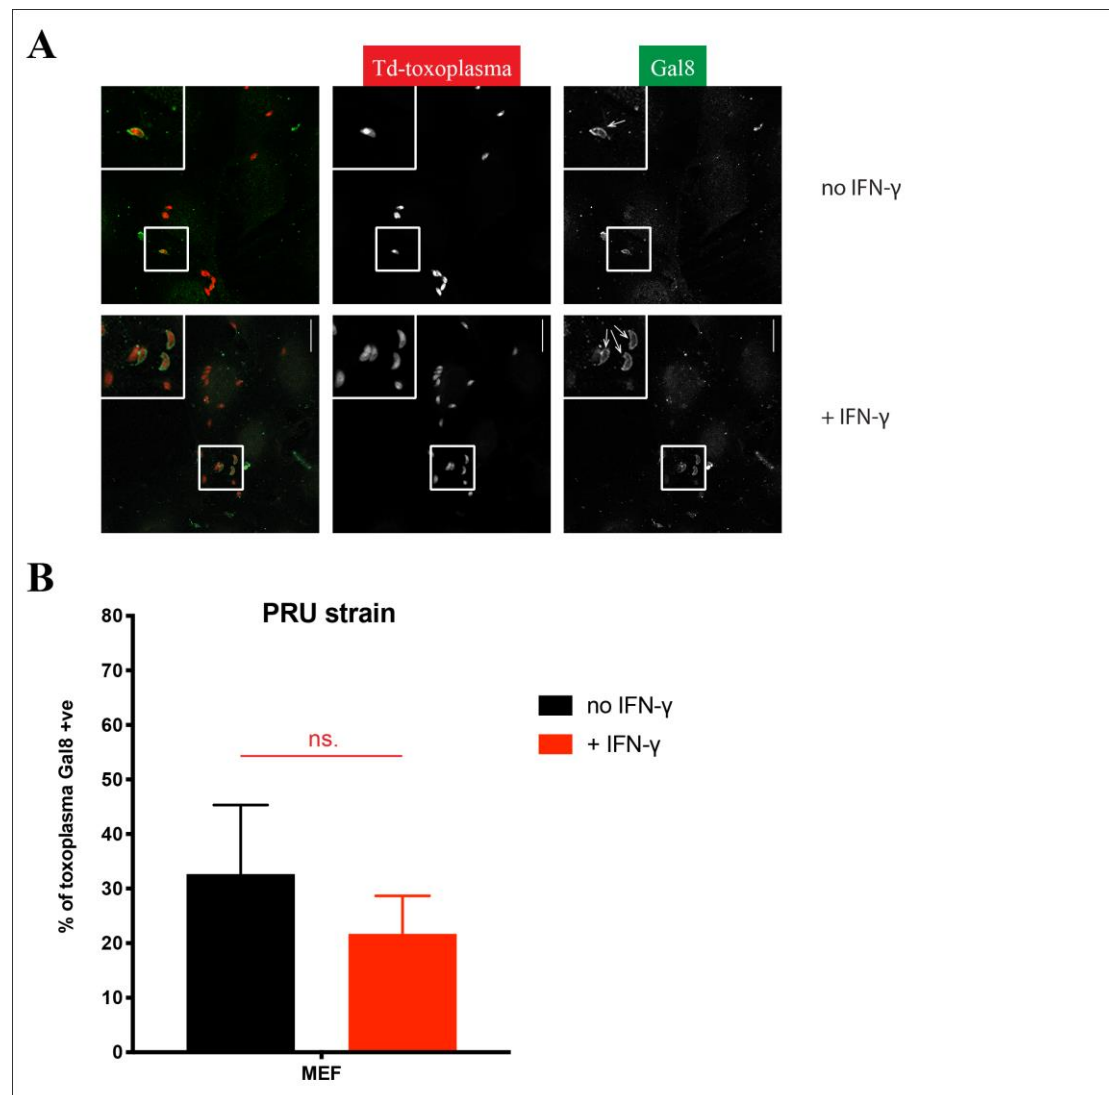 A
Td-toxoplasma
Gal8
no IFN-γ
+ IFN-γ
B
PRU strain
80
70
60
50
40
30
20
10
0
% of toxoplasma Gal8 +ve
ns.
no IFN-γ
+ IFN-γ
MEF